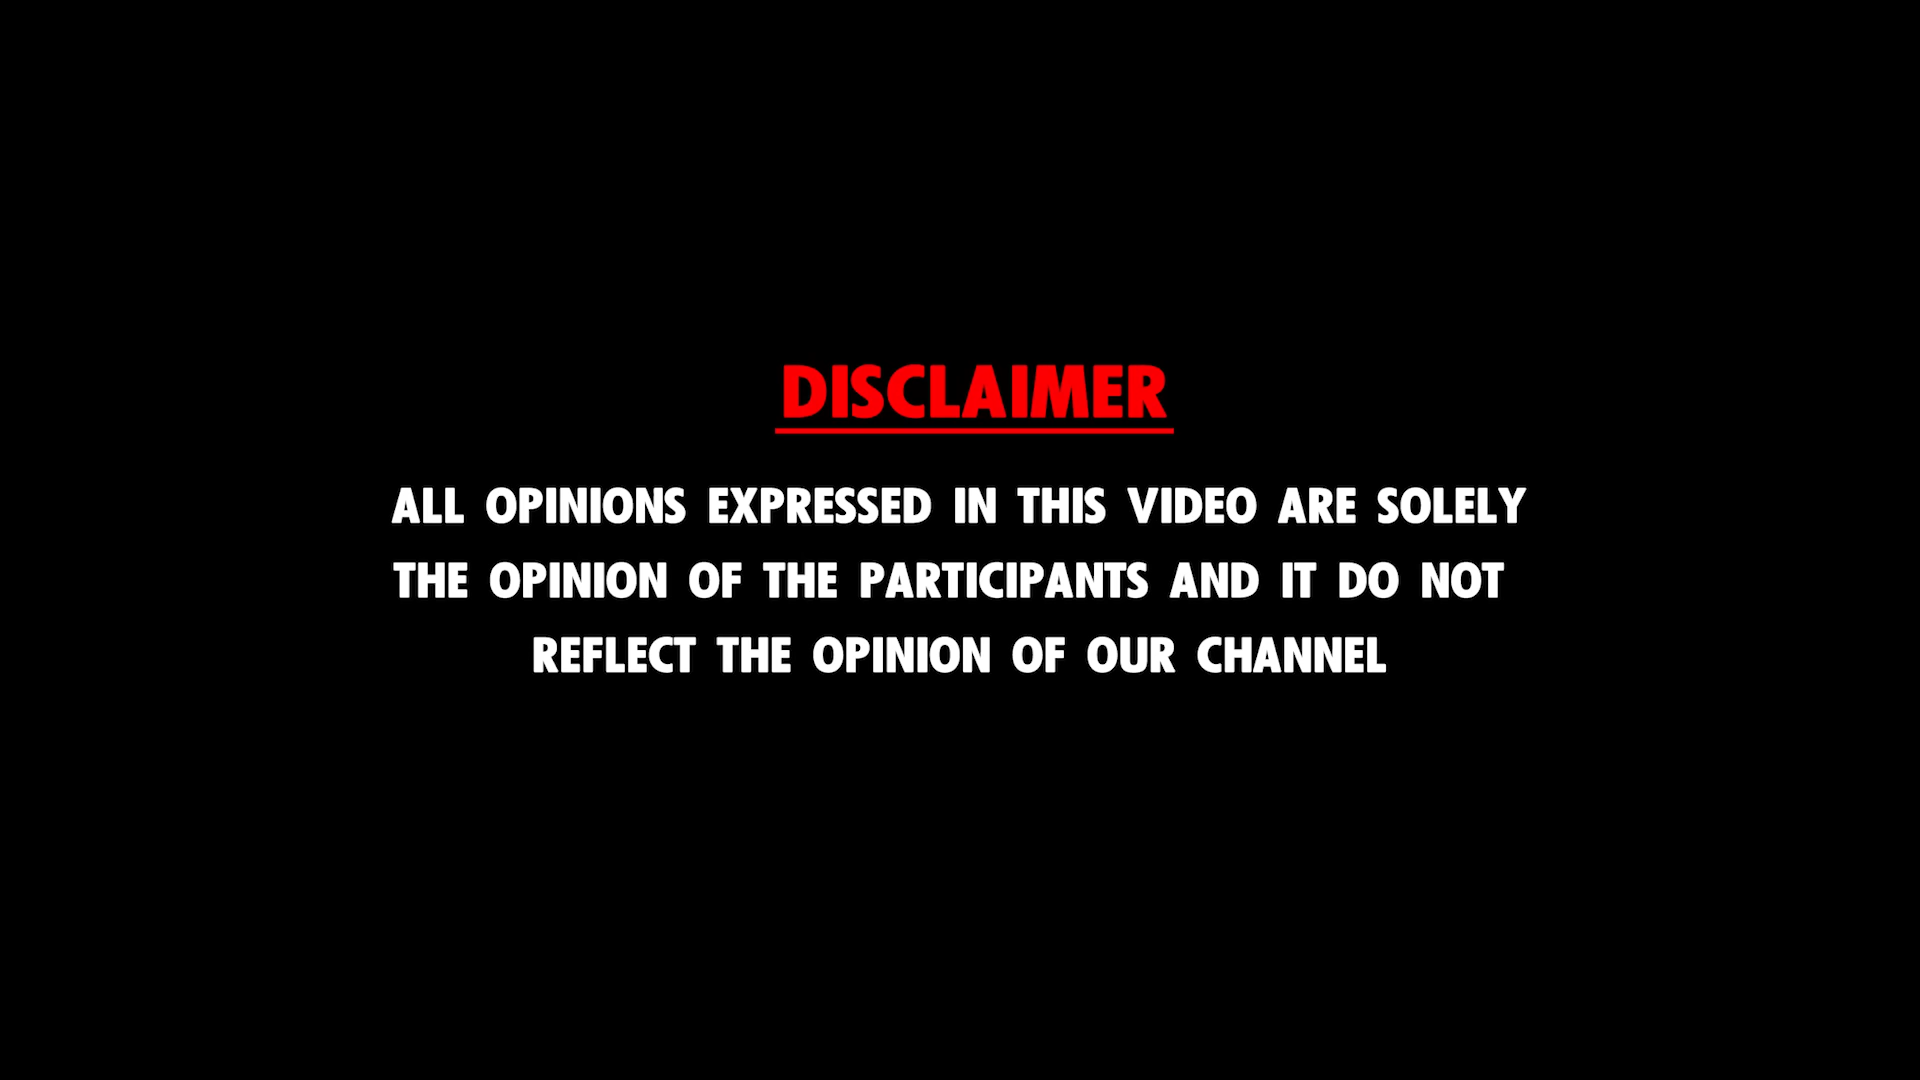 DISCLAIMER
ALL OPINIONS EXPRESSED IN THIS VIDEO ARE SOLELY
THE OPINION OF THE PARTICIPANTS AND IT DO NOT
REFLECT THE OPINION OF OUR CHANNEL